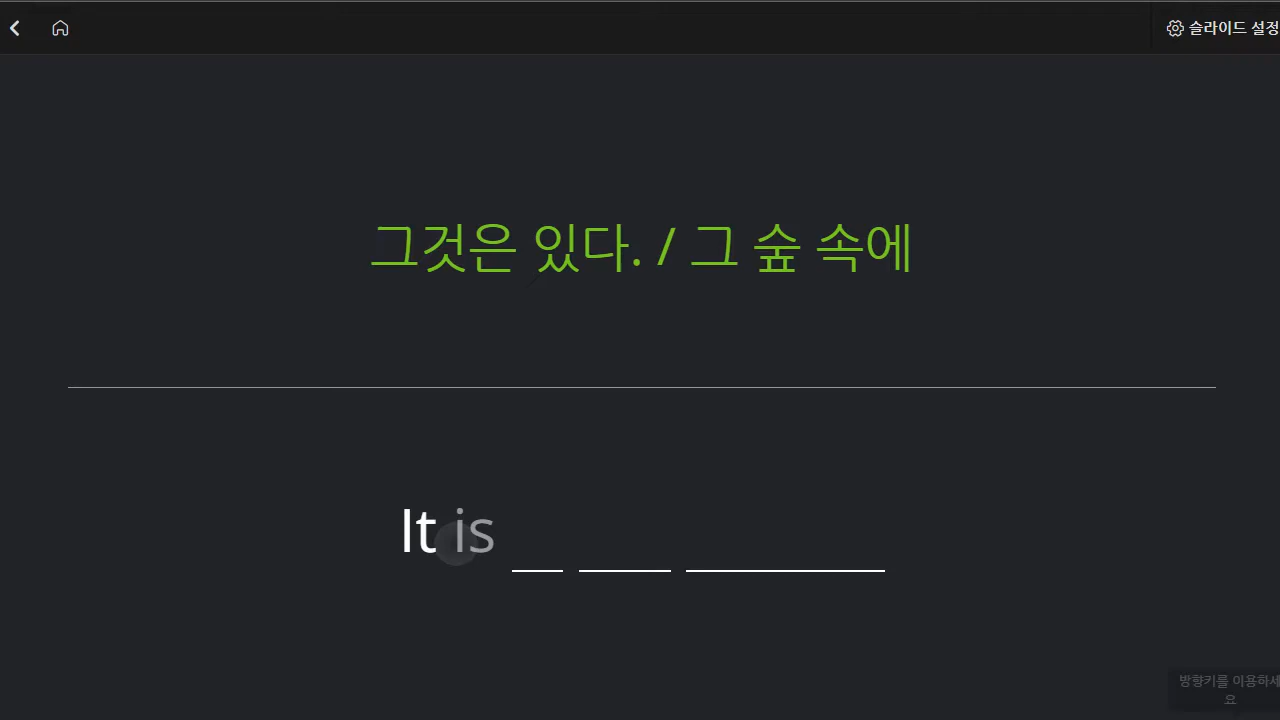 슬라이드 설정
그것은 있다. / 그 숲 속에
It is
방향키를 이용하세
요